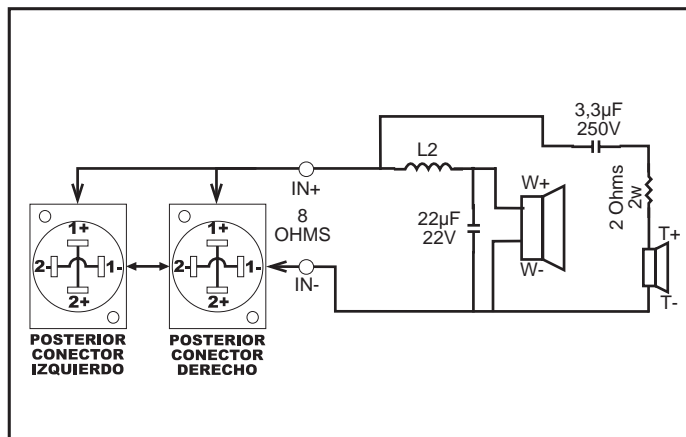 3,3µF
250V
L2
2 Ohms
2w
IN+
W+
T+
1+
1+
8
OHMS
22µF
22V
2-
1-
2-
1-
IN-
W-
T-
2+
2+
POSTERIOR
CONECTOR
IZQUIERDO
POSTERIOR
CONECTOR
DERECHO